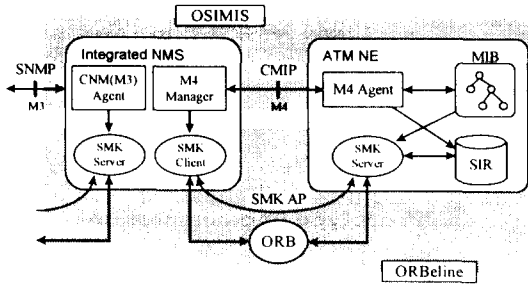 OSIMIS
Integrated NMS
SNMP
M3
CNM(M3)
Agent
M4
Manager
SMK
Server
SMK
Client
CMIP
M4
ATM NE
M4 Agent
MIB
SMK
Server
SIR
SMK AP
ORB
ORBeline